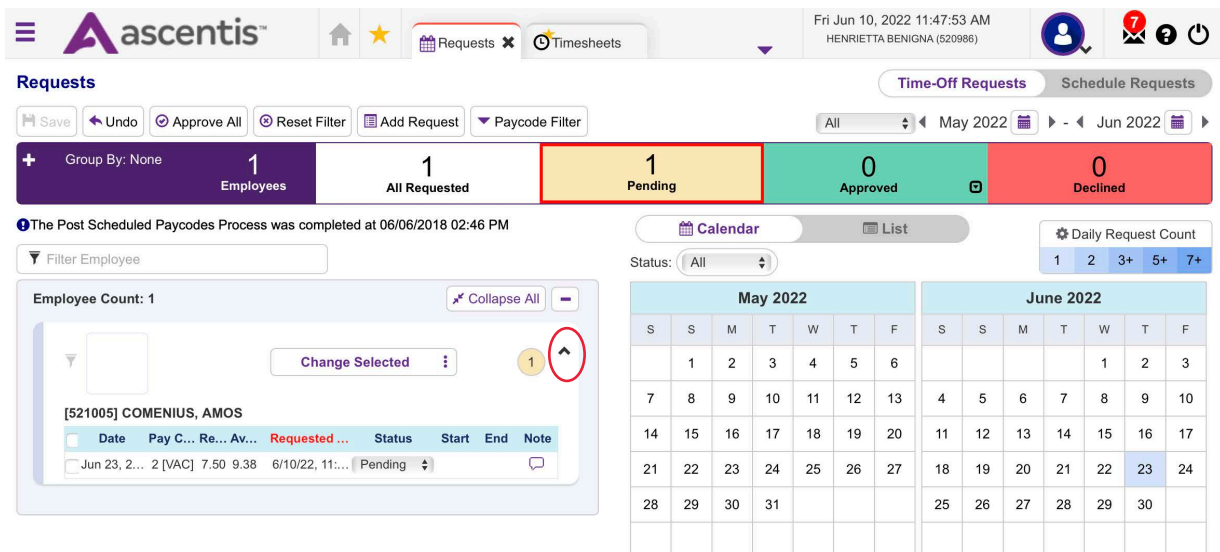 ascentis™
Requests ✖
Timesheets
Fri Jun 10, 2022 11:47:53 AM
HENRIETTA BENIGNA (520986)
7
Requests
Time-Off Requests
Schedule Requests
Save
Undo
Approve All
Reset Filter
Add Request
Paycode Filter
All
May 2022
-
Jun 2022
Group By: None
1
Employees
1
All Requested
1
Pending
0
Approved
0
Declined
The Post Scheduled Paycodes Process was completed at 06/06/2018 02:46 PM
Filter Employee
Calendar
List
Status: All
Daily Request Count
1 2 3+ 5+ 7+
Employee Count: 1
Collapse All
Change Selected
1
[521005] COMENIUS, AMOS
Date Pay C... Re... Av... Requested ... Status Start End Note
Jun 23, 2... 2 [VAC] 7.50 9.38 6/10/22, 11:... Pending
May 2022
S S M T W T F
1 2 3 4 5 6
7 8 9 10 11 12 13
14 15 16 17 18 19 20
21 22 23 24 25 26 27
28 29 30 31
June 2022
S S M T W T F
1 2 3
4 5 6 7 8 9 10
11 12 13 14 15 16 17
18 19 20 21 22 23 24
25 26 27 28 29 30